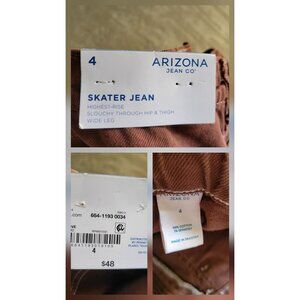 4
ARIZONA
JEAN CO
SKATER JEAN
HIGHEST-RISE
SLOUCHY THROUGH HIP & THIGH
WIDE LEG
.com
664-1193 0034
4
$48
ARIZONA
JEAN CO
4
MADE IN PAKISTAN